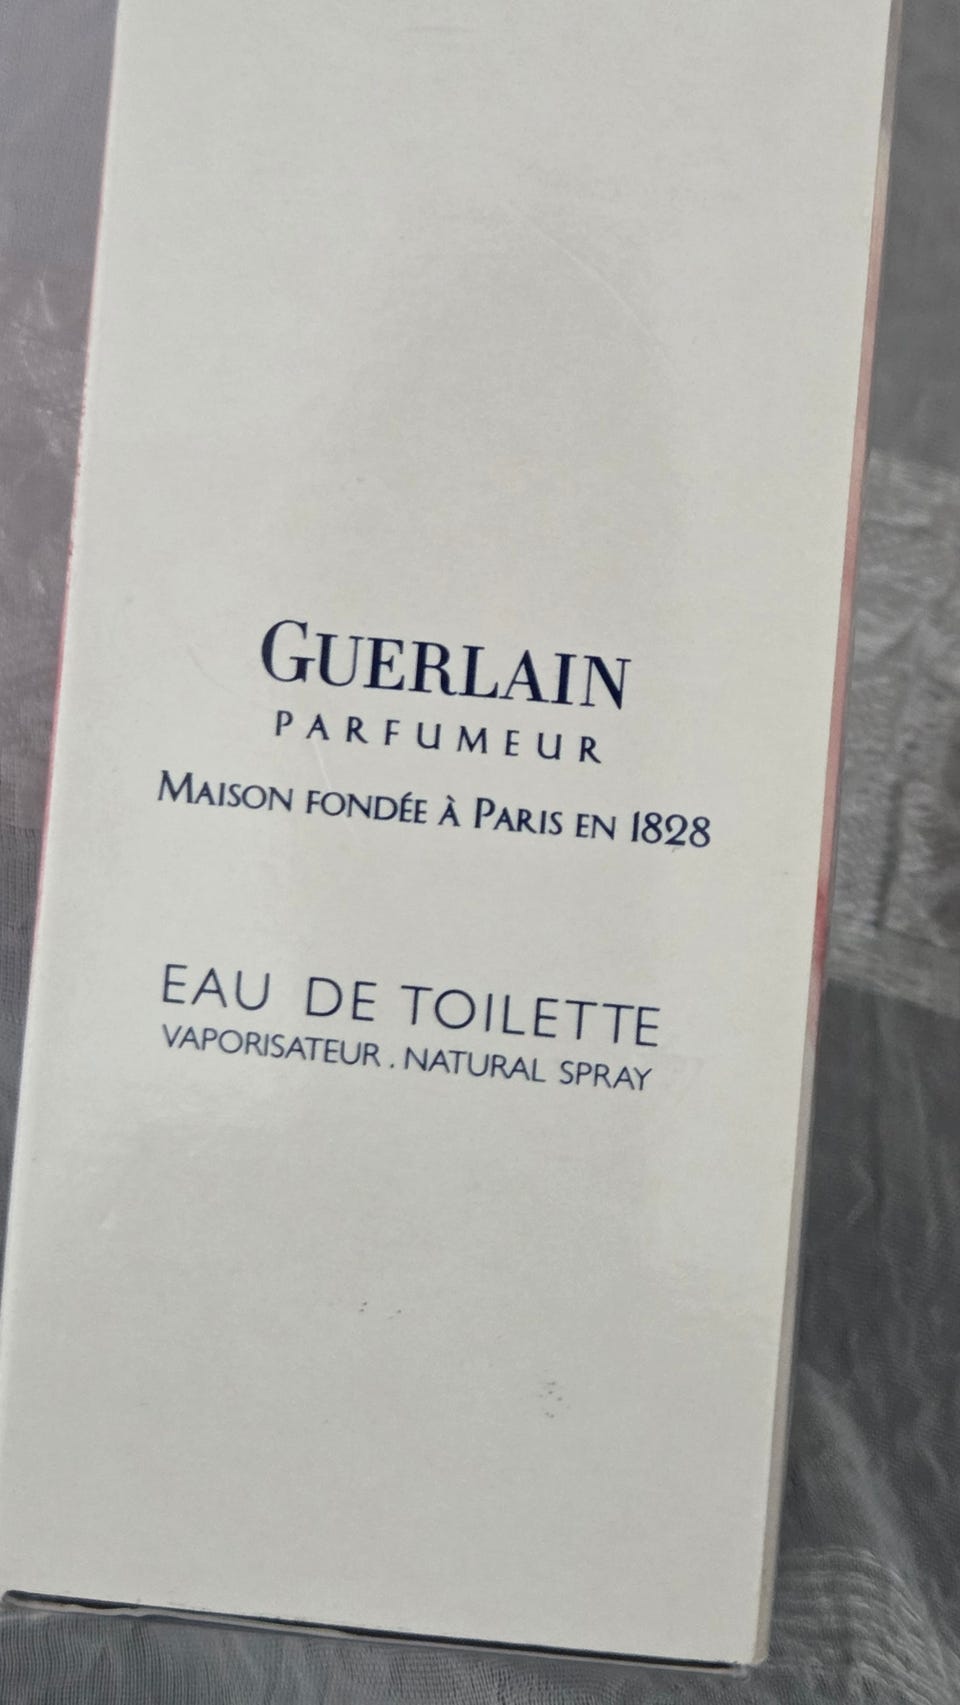 GUERLAIN
PARFUMEUR
MAISON FONDÉE À PARIS EN 1828
EAU DE TOILETTE
VAPORISATEUR . NATURAL SPRAY